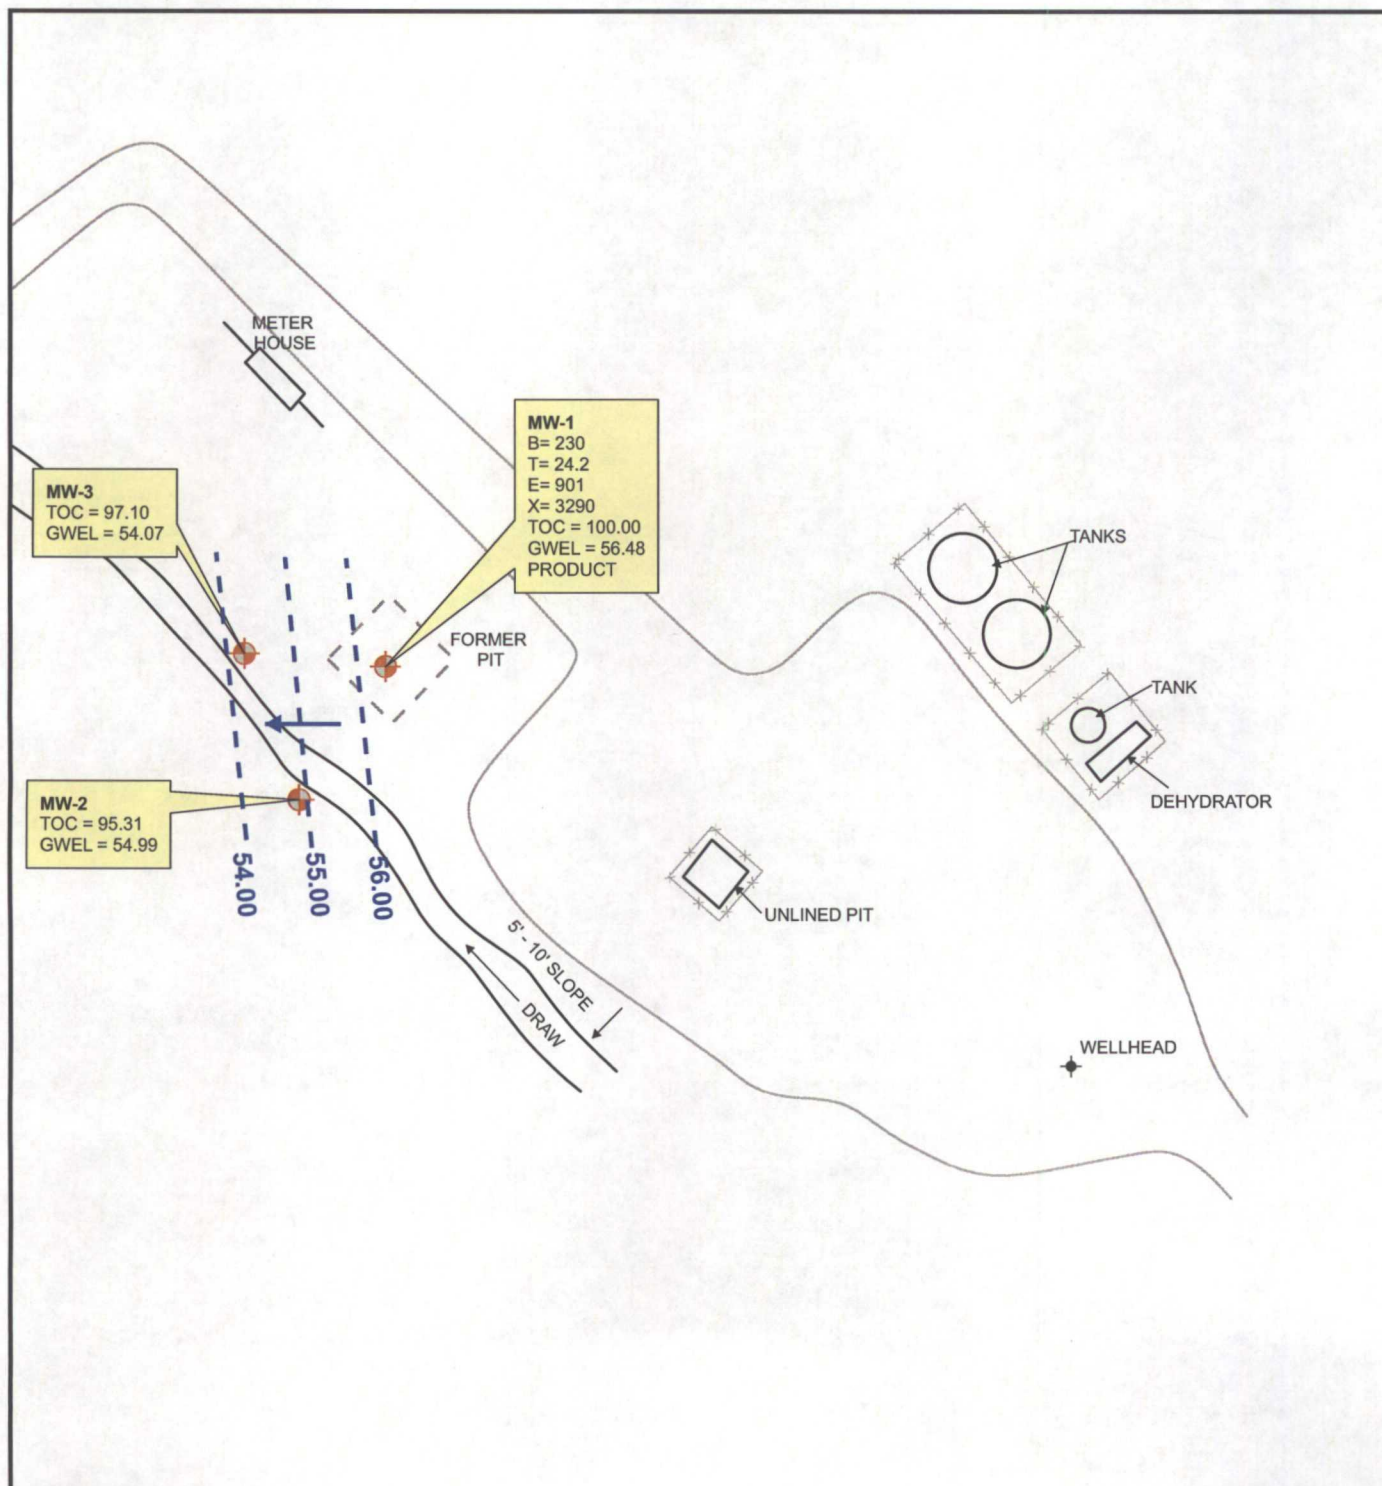 METER
HOUSE
MW-1
B= 230
T= 24.2
E= 901
X= 3290
TOC = 100.00
GWEL = 56.48
PRODUCT
MW-3
TOC = 97.10
GWEL = 54.07
TANKS
FORMER
PIT
TANK
DEHYDRATOR
MW-2
TOC = 95.31
GWEL = 54.99
54.00
55.00
56.00
UNLINED PIT
5' - 10' SLOPE
DRAW
WELLHEAD